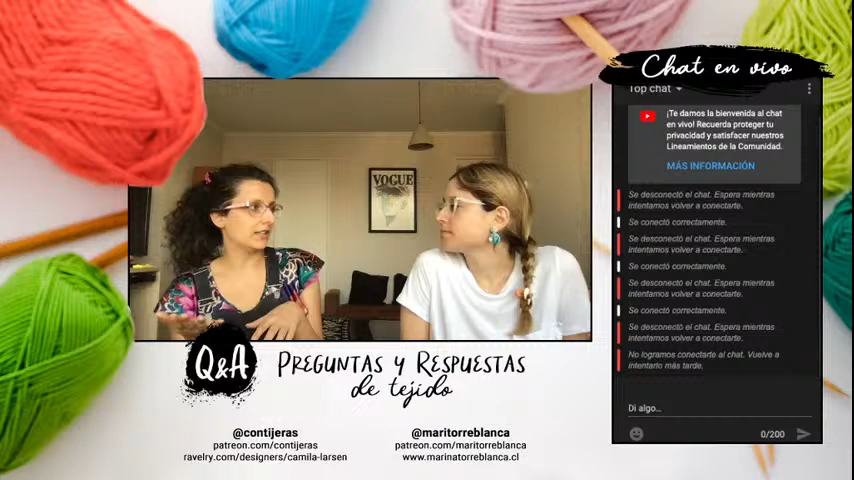 Chat en vivo
Top chat
¡Te damos la bienvenida al chat
en vivo! Recuerda proteger tu
privacidad y satisfacer nuestros
Lineamientos de la Comunidad.
MÁS INFORMACIÓN
Se desconectó el chat. Espera mientras
intentamos volver a conectarte.
Se conectó correctamente.
Se desconectó el chat. Espera mientras
intentamos volver a conectarte.
Se conectó correctamente.
Se desconectó el chat. Espera mientras
intentamos volver a conectarte.
Se conectó correctamente.
Se desconectó el chat. Espera mientras
intentamos volver a conectarte.
No logramos conectarte al chat. Vuelve a
intentarlo más tarde.
Di algo...
0/200
VOGUE
Q&A
PREGUNTAS Y RESPUESTAS
de tejido
@contijeras
patreon.com/contijeras
ravelry.com/designers/camila-larsen
@maritorreblanca
patreon.com/maritorreblanca
www.marinatorreblanca.cl